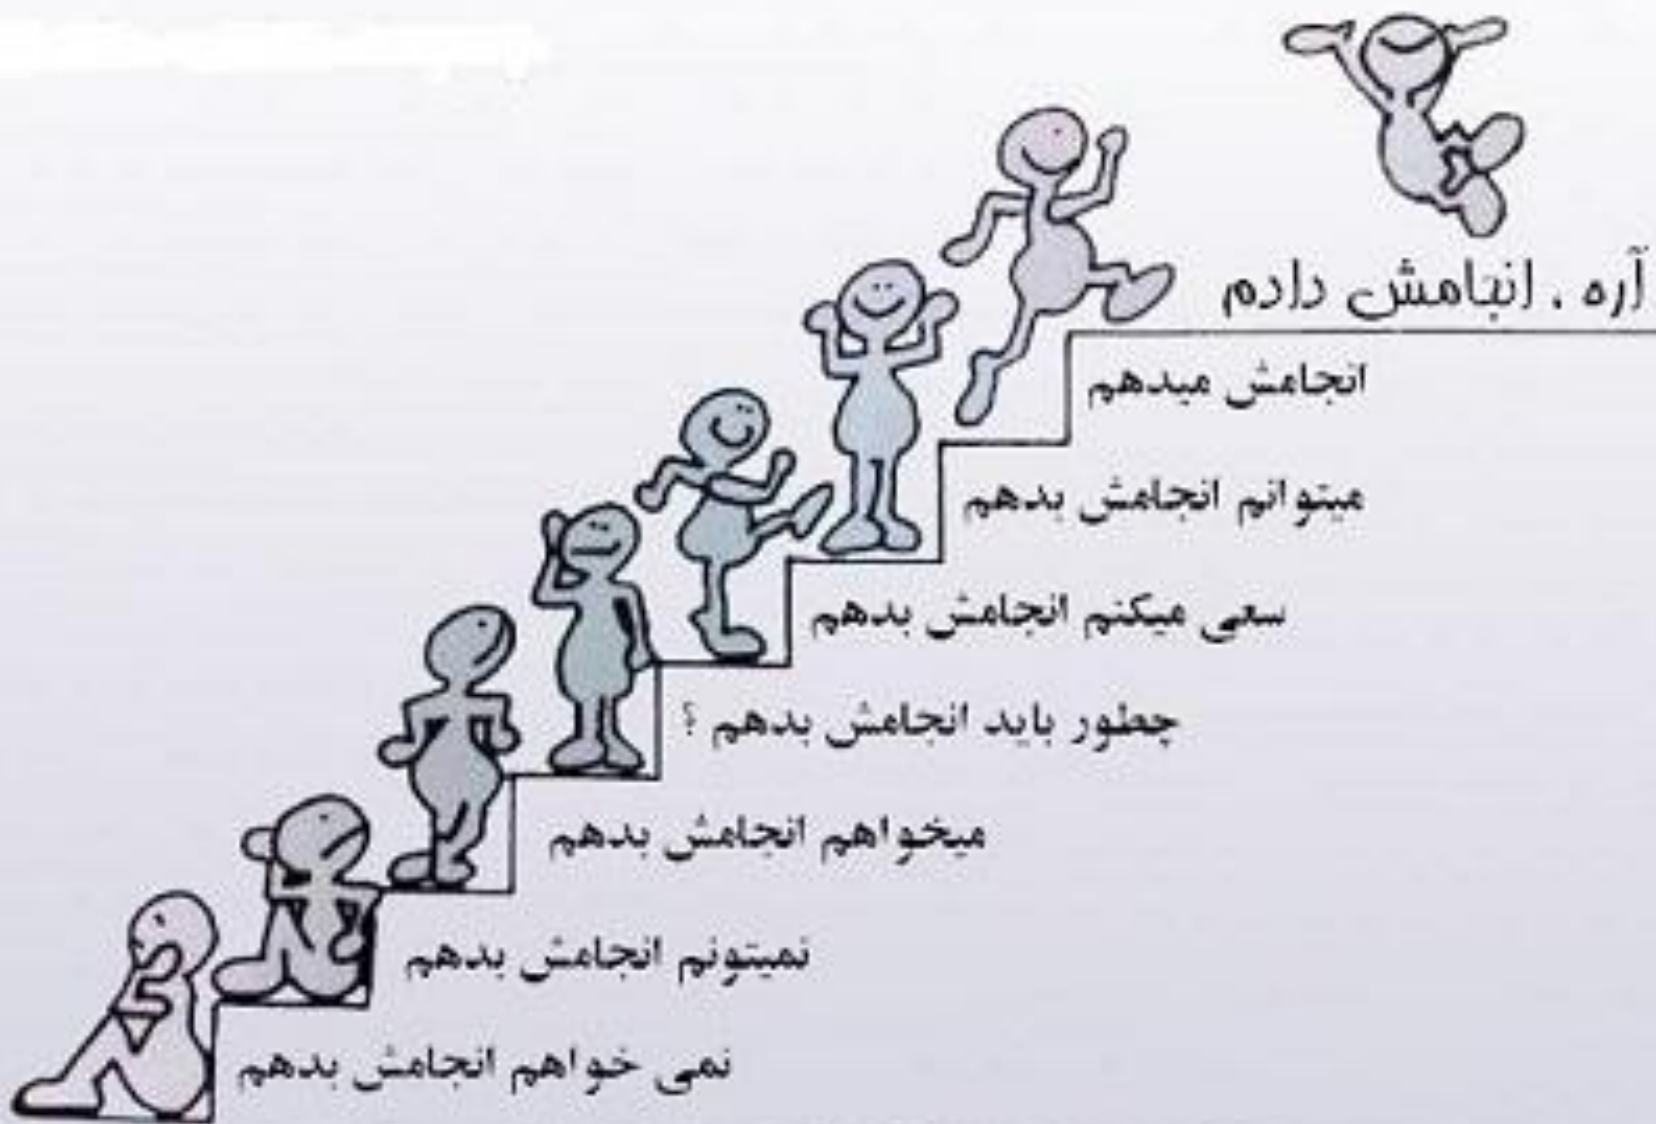 آره ، انجامش دادم
انجامش میدهم
میتوانم انجامش بدهم
سعی میکنم انجامش بدهم
چطور باید انجامش بدهم ؟
میخواهم انجامش بدهم
نمیتونم انجامش بدهم
نمی خواهم انجامش بدهم